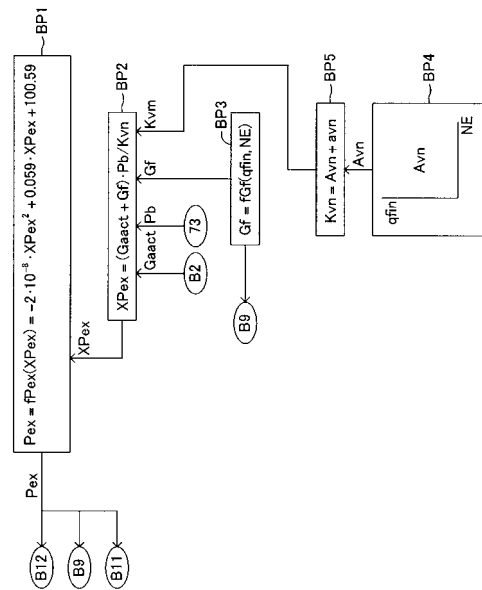 BP1
Pex = fPex(XPex) = −2·10⁻⁸·XPex² + 0.059·XPex + 100.59
Pex
B12
B9
B11
XPex
BP2
XPex = (Gaact + Gf)·Pb/Kvn
Gaact
Pb
Gf
Kvm
B2
73
BP3
Gf = fGf(qfin, NE)
B9
BP5
Kvn = Avn + avn
Avn
BP4
qfin
Avn
NE